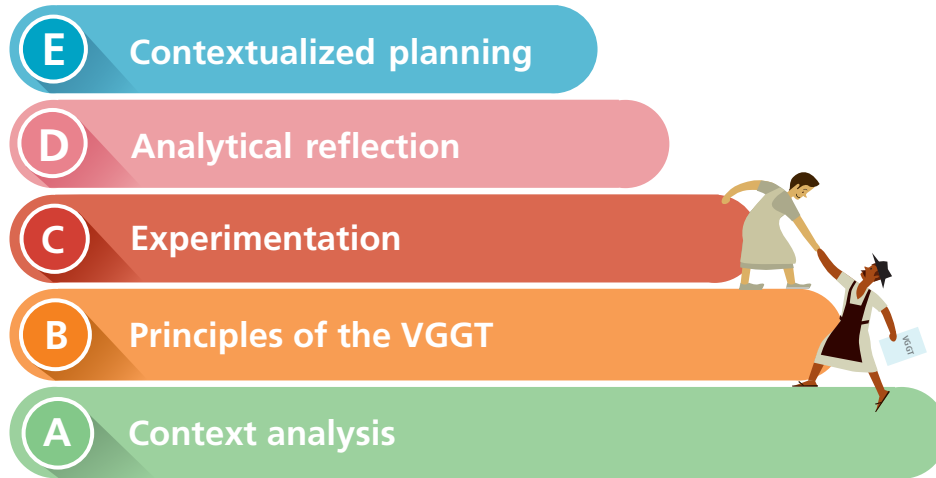 E Contextualized planning
D Analytical reflection
C Experimentation
B Principles of the VGGT
VGGT
A Context analysis